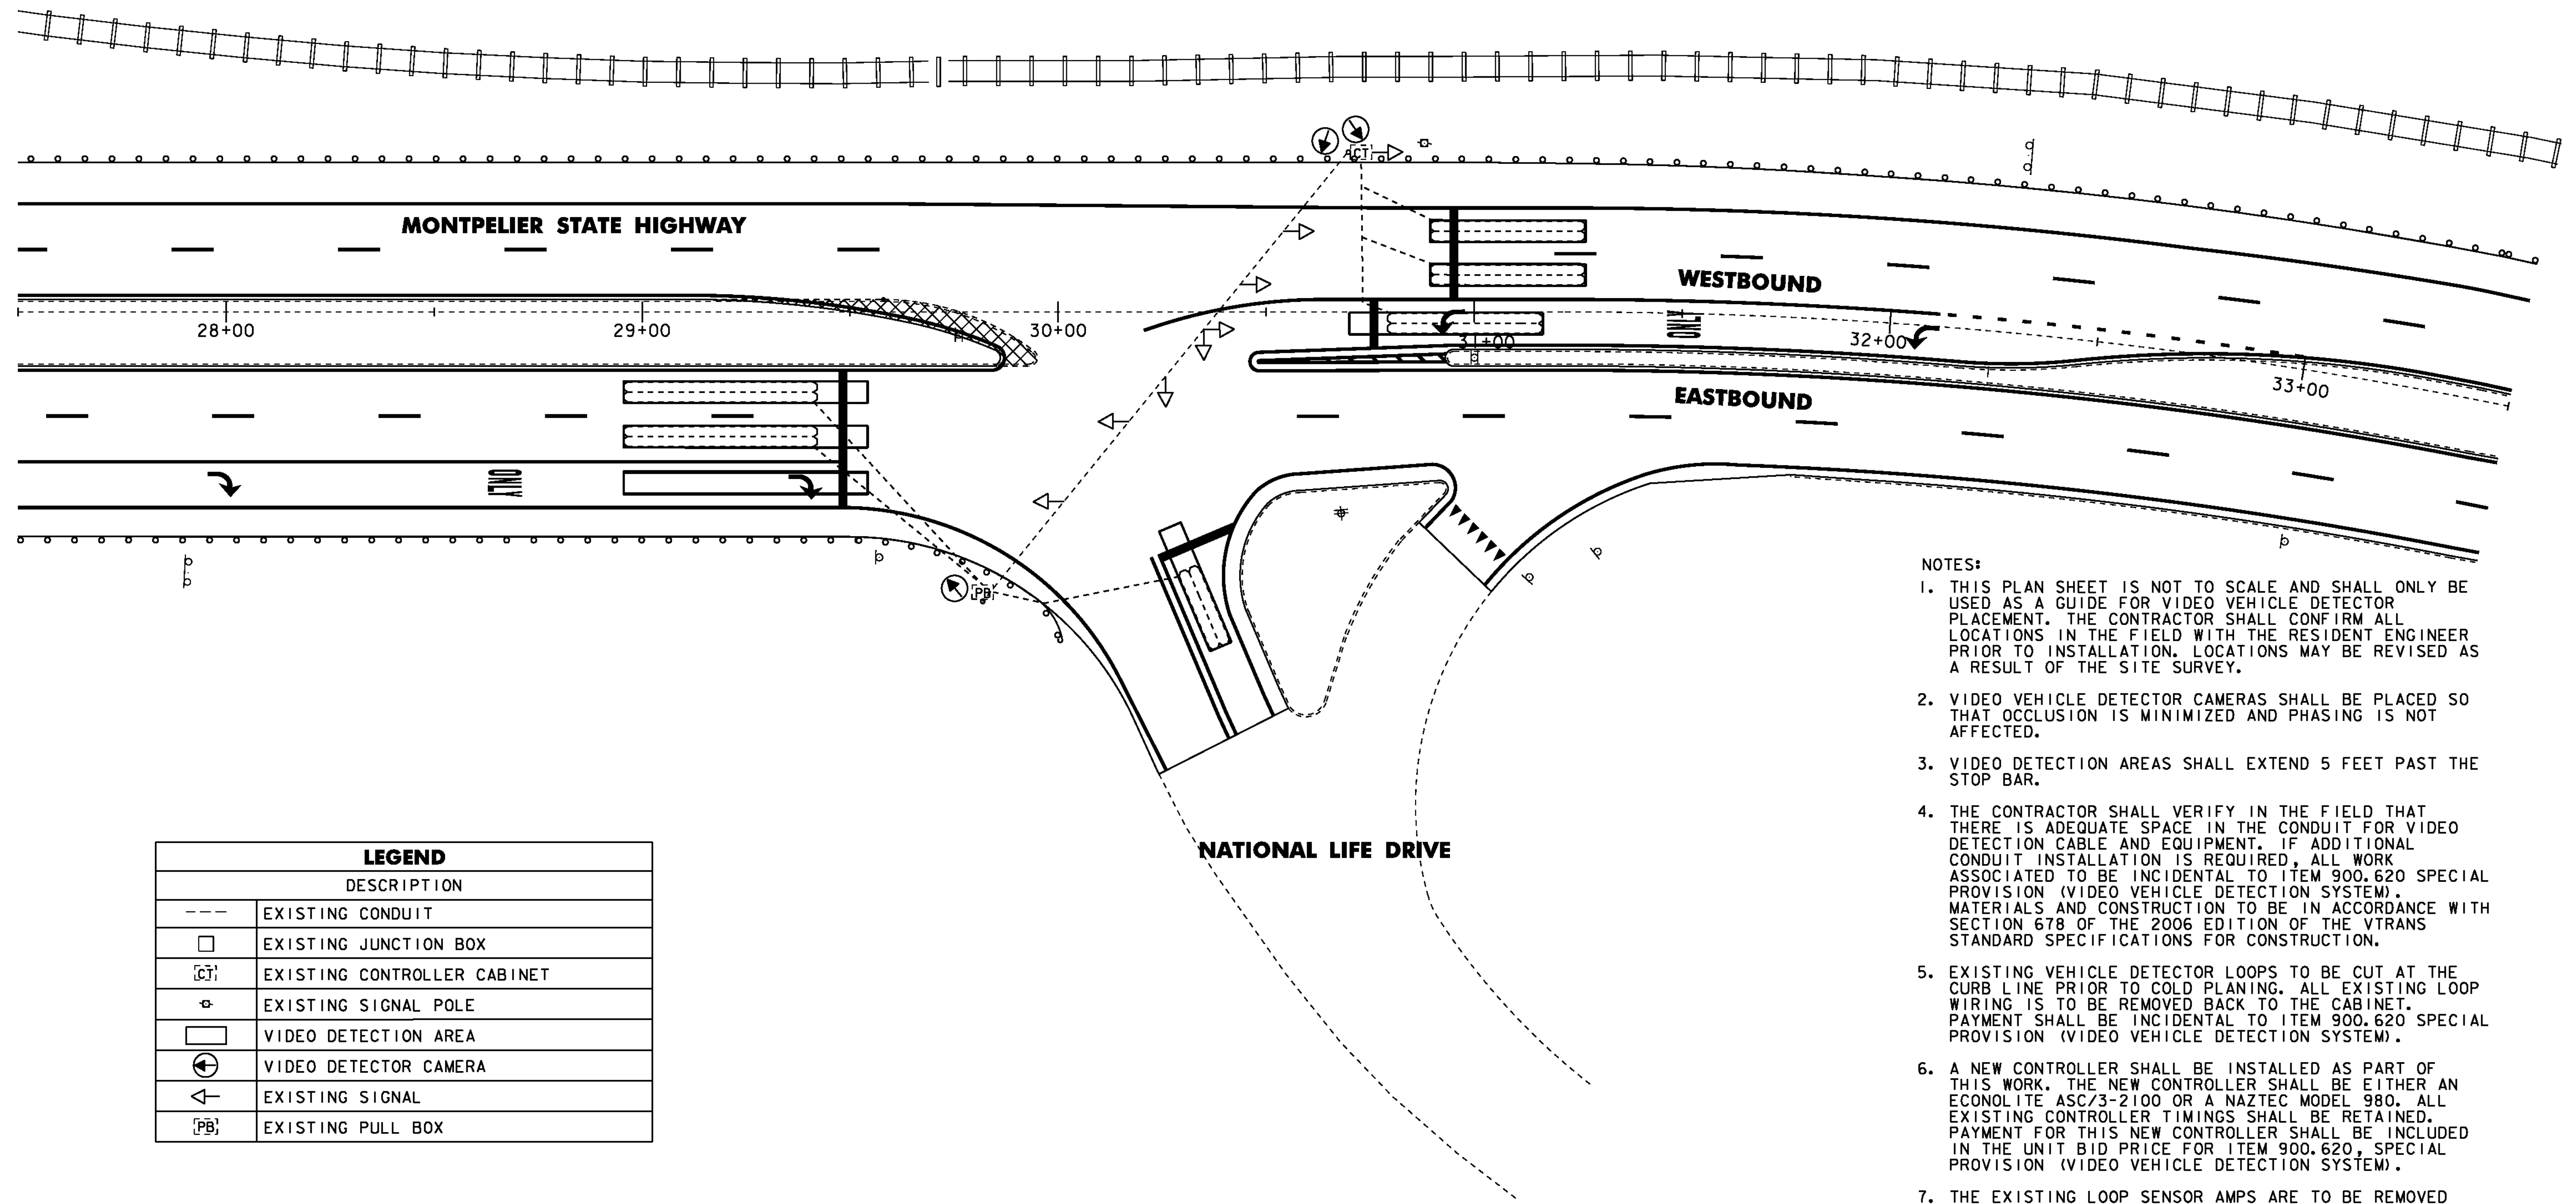 CT
MONTPELIER STATE HIGHWAY
WESTBOUND
28+00
29+00
30+00
31+00
ONLY
32+00
33+00
EASTBOUND
ONLY
PB
NATIONAL LIFE DRIVE
LEGEND
DESCRIPTION
EXISTING CONDUIT
EXISTING JUNCTION BOX
CT EXISTING CONTROLLER CABINET
EXISTING SIGNAL POLE
VIDEO DETECTION AREA
VIDEO DETECTOR CAMERA
EXISTING SIGNAL
PB EXISTING PULL BOX
NOTES:
1. THIS PLAN SHEET IS NOT TO SCALE AND SHALL ONLY BE
USED AS A GUIDE FOR VIDEO VEHICLE DETECTOR
PLACEMENT. THE CONTRACTOR SHALL CONFIRM ALL
LOCATIONS IN THE FIELD WITH THE RESIDENT ENGINEER
PRIOR TO INSTALLATION. LOCATIONS MAY BE REVISED AS
A RESULT OF THE SITE SURVEY.
2. VIDEO VEHICLE DETECTOR CAMERAS SHALL BE PLACED SO
THAT OCCLUSION IS MINIMIZED AND PHASING IS NOT
AFFECTED.
3. VIDEO DETECTION AREAS SHALL EXTEND 5 FEET PAST THE
STOP BAR.
4. THE CONTRACTOR SHALL VERIFY IN THE FIELD THAT
THERE IS ADEQUATE SPACE IN THE CONDUIT FOR VIDEO
DETECTION CABLE AND EQUIPMENT. IF ADDITIONAL
CONDUIT INSTALLATION IS REQUIRED, ALL WORK
ASSOCIATED TO BE INCIDENTAL TO ITEM 900.620 SPECIAL
PROVISION (VIDEO VEHICLE DETECTION SYSTEM).
MATERIALS AND CONSTRUCTION TO BE IN ACCORDANCE WITH
SECTION 678 OF THE 2006 EDITION OF THE VTRANS
STANDARD SPECIFICATIONS FOR CONSTRUCTION.
5. EXISTING VEHICLE DETECTOR LOOPS TO BE CUT AT THE
CURB LINE PRIOR TO COLD PLANING. ALL EXISTING LOOP
WIRING IS TO BE REMOVED BACK TO THE CABINET.
PAYMENT SHALL BE INCIDENTAL TO ITEM 900.620 SPECIAL
PROVISION (VIDEO VEHICLE DETECTION SYSTEM).
6. A NEW CONTROLLER SHALL BE INSTALLED AS PART OF
THIS WORK. THE NEW CONTROLLER SHALL BE EITHER AN
ECONOLITE ASC/3-2100 OR A NAZTEC MODEL 980. ALL
EXISTING CONTROLLER TIMINGS SHALL BE RETAINED.
PAYMENT FOR THIS NEW CONTROLLER SHALL BE INCLUDED
IN THE UNIT BID PRICE FOR ITEM 900.620, SPECIAL
PROVISION (VIDEO VEHICLE DETECTION SYSTEM).
7. THE EXISTING LOOP SENSOR AMPS ARE TO BE REMOVED